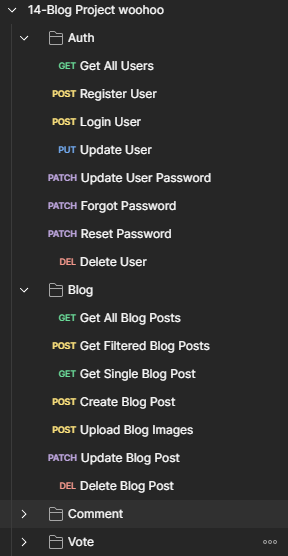 14-Blog Project woohoo
Auth
GET Get All Users
POST Register User
POST Login User
PUT Update User
PATCH Update User Password
PATCH Forgot Password
PATCH Reset Password
DEL Delete User
Blog
GET Get All Blog Posts
POST Get Filtered Blog Posts
GET Get Single Blog Post
POST Create Blog Post
POST Upload Blog Images
PATCH Update Blog Post
DEL Delete Blog Post
Comment
Vote